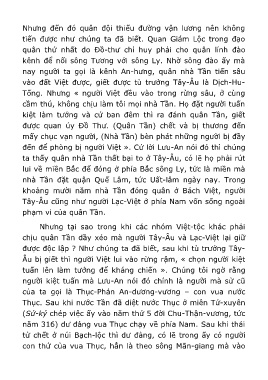 Nhưng đến đó quân đội thiếu đường vận lương nên không
tiến được như chúng ta đã biết. Quan Giám Lộc trong đạo
quân thứ nhất do Đồ-thư chỉ huy phải cho quân lính đào
kênh để nối sông Tương với sông Ly. Nhờ sông đào ấy mà
nay người ta gọi là kênh An-hưng, quân nhà Tần tiến sâu
vào đất Việt được, giết được tù trưởng Tây-Âu là Dịch-Hu-
Tống. Nhưng « người Việt đều vào trong rừng sâu, ở cùng
cầm thú, không chịu làm tôi mọi nhà Tần. Họ đặt người tuấn
kiệt làm tướng và cứ ban đêm thì ra đánh quân Tần, giết
được quan úy Đồ Thư. (Quân Tần) chết và bị thương đến
mấy chục vạn người, (Nhà Tần) bèn phát những người bị đày
đến để phòng bị người Việt ». Cứ lời Lưu-An nói đó thì chúng
ta thấy quân nhà Tần thất bại to ở Tây-Âu, có lẽ họ phải rút
lui về miền Bắc để đóng ở phía Bắc sông Ly, tức là miền mà
nhà Tần đặt quận Quế Lâm, tức Uất-lâm ngày nay. Trong
khoảng mười năm nhà Tần đóng quân ở Bách Việt, người
Tây-Âu cũng như người Lạc-Việt ở phía Nam vốn sống ngoài
phạm vi của quân Tần.
Nhưng tại sao trong khi các nhóm Việt-tộc khác phải
chịu quân Tần dầy xéo mà người Tây-Âu và Lạc-Việt lại giữ
được độc lập ? Như chúng ta đã biết, sau khi tù trưởng Tây-
Âu bị giết thì người Việt lui vào rừng rậm, « chọn người kiệt
tuấn lên làm tướng để kháng chiến ». Chúng tôi ngờ rằng
người kiệt tuấn mà Lưu-An nói đó chính là người mà sử cũ
của ta gọi là Thục-Phán An-dương-vương – con vua nước
Thục. Sau khi nước Tần đã diệt nước Thục ở miền Tứ-xuyên
(Sử-ký chép việc ấy vào năm thứ 5 đời Chu-Thận-vương, tức
năm 316) dư đảng vua Thục chạy về phía Nam. Sau khi thái
tử chết ở núi Bạch-lộc thì dư đảng, có lẽ trong ấy có người
con thứ của vua Thục, hẳn là theo sông Mân-giang mà vào